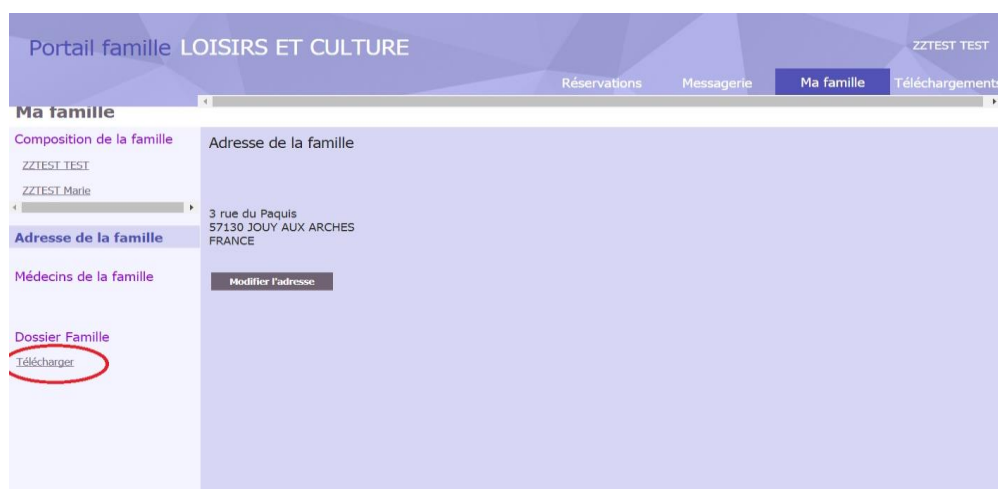 Portail famille LOISIRS ET CULTURE
ZZTEST TEST
Réservations Messagerie Ma famille Téléchargements
Ma famille
Composition de la famille
ZZTEST TEST
ZZTEST Marie
Adresse de la famille
Médecins de la famille
Dossier Famille
Télécharger
Adresse de la famille
3 rue du Paquis
57130 JOUY AUX ARCHES
FRANCE
Modifier l'adresse